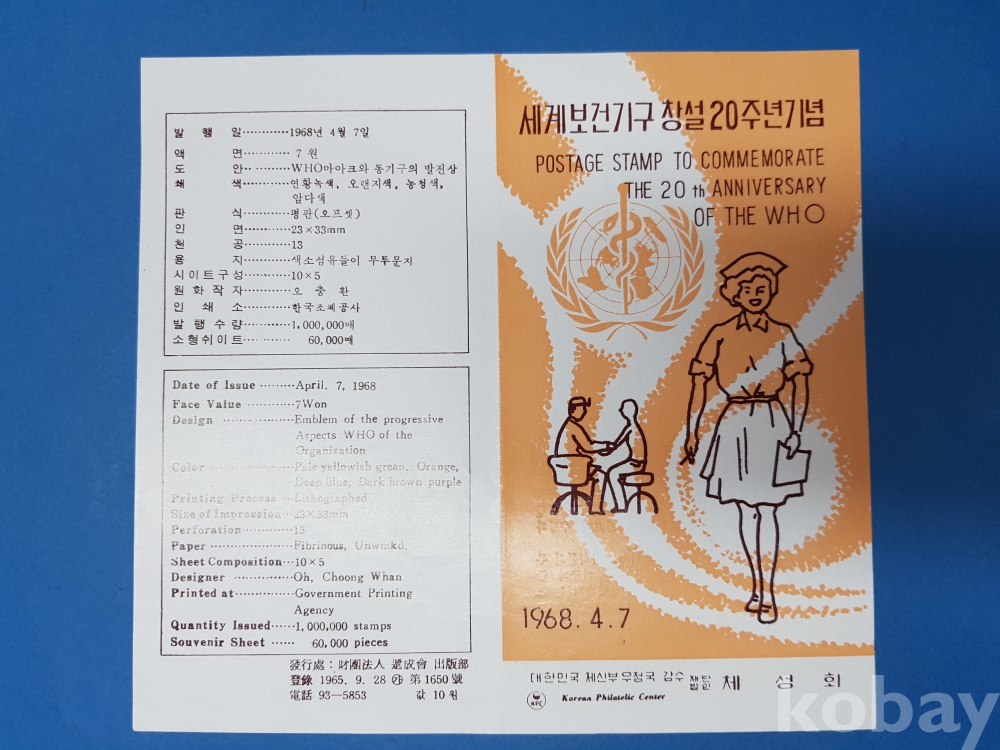 발 행 일············1968년 4월 7일
액 면············ 7 원
도 안·· ·········WHO마아크와 동기구의 발전상
쇄 색············연황녹색, 오랜지색, 농청색,
암다색
판 식············평판(오프셋)
인 면············23×33mm
천 공············13
용 지············색소섬유들이 무투문지
시이트구성············10×5
원 화 작 자············오 충 환
인 쇄 소············한국조폐공사
발 행 수 량············1,000,000매
소형쉬이트··· ······· 60,000매
Date of Issue ·········April. 7, 1968
Face Value ············7Won
Design ··················Emblem of the progressive
Aspects WHO of the
Organization
Color ·····················Pale yellowish green, Orange,
Deep blue, Dark brown purple
Printing Process ···Lithographed
Size of Impression···23×33mm
Perforation ············13
Paper ·····················Fibrinous, Unwmkd,
Sheet Composition···10×5
Designer ···············Oh, Choong Whan
Printed at···············Government Printing
Agency
Quantity Issued······1,000,000 stamps
Souvenir Sheet ······ 60,000 pieces
發行處 : 財團法人 遞成會 出版部
登錄 1965. 9. 28 ㉮ 第1650號
電話 93—5853 값 10 원
세계보건기구 창설 20주년기념
POSTAGE STAMP TO COMMEMORATE
THE 20 th ANNIVERSARY
OF THE WHO
1968. 4. 7
대한민국 체신부 우정국 감수 재단법인 체 성 회
KPC Korean Philatelic Center
kobay